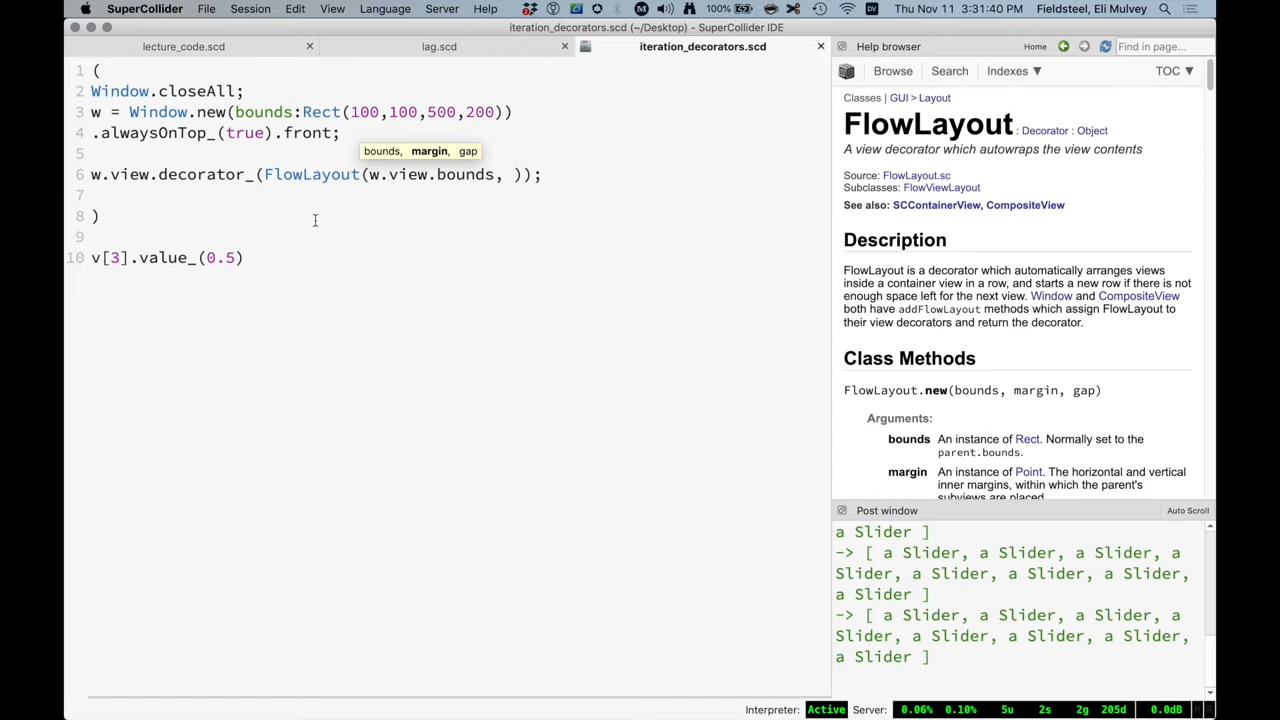 SuperCollider File Session Edit View Language Server Help 100% Thu Nov 11 3:31:40 PM Fieldsteel, Eli Mulvey
iteration_decorators.scd (~/Desktop) - SuperCollider IDE
lecture_code.scd lag.scd iteration_decorators.scd
1 (
2 Window.closeAll;
3 w = Window.new(bounds:Rect(100,100,500,200))
4 .alwaysOnTop_(true).front;
bounds, margin, gap
5
6 w.view.decorator_(FlowLayout(w.view.bounds, ));
7
8 )
9
10 v[3].value_(0.5)
Help browser Home Find in page...
Browse Search Indexes ▼ TOC ▼
Classes | GUI > Layout
FlowLayout : Decorator : Object
A view decorator which autowraps the view contents
Source: FlowLayout.sc
Subclasses: FlowViewLayout
See also: SCContainerView, CompositeView
Description
FlowLayout is a decorator which automatically arranges views
inside a container view in a row, and starts a new row if there is not
enough space left for the next view. Window and CompositeView
both have addFlowLayout methods which assign FlowLayout to
their view decorators and return the decorator.
Class Methods
FlowLayout.new(bounds, margin, gap)
Arguments:
bounds An instance of Rect. Normally set to the
parent.bounds.
margin An instance of Point. The horizontal and vertical
inner margins, within which the parent's
subviews are placed.
Post window Auto Scroll
a Slider ]
-> [ a Slider, a Slider, a Slider, a
Slider, a Slider, a Slider, a Slider,
a Slider ]
-> [ a Slider, a Slider, a Slider, a
Slider, a Slider, a Slider, a Slider,
a Slider ]
Interpreter: Active Server: 0.06% 0.10% 5u 2s 2g 205d 0.0dB M R